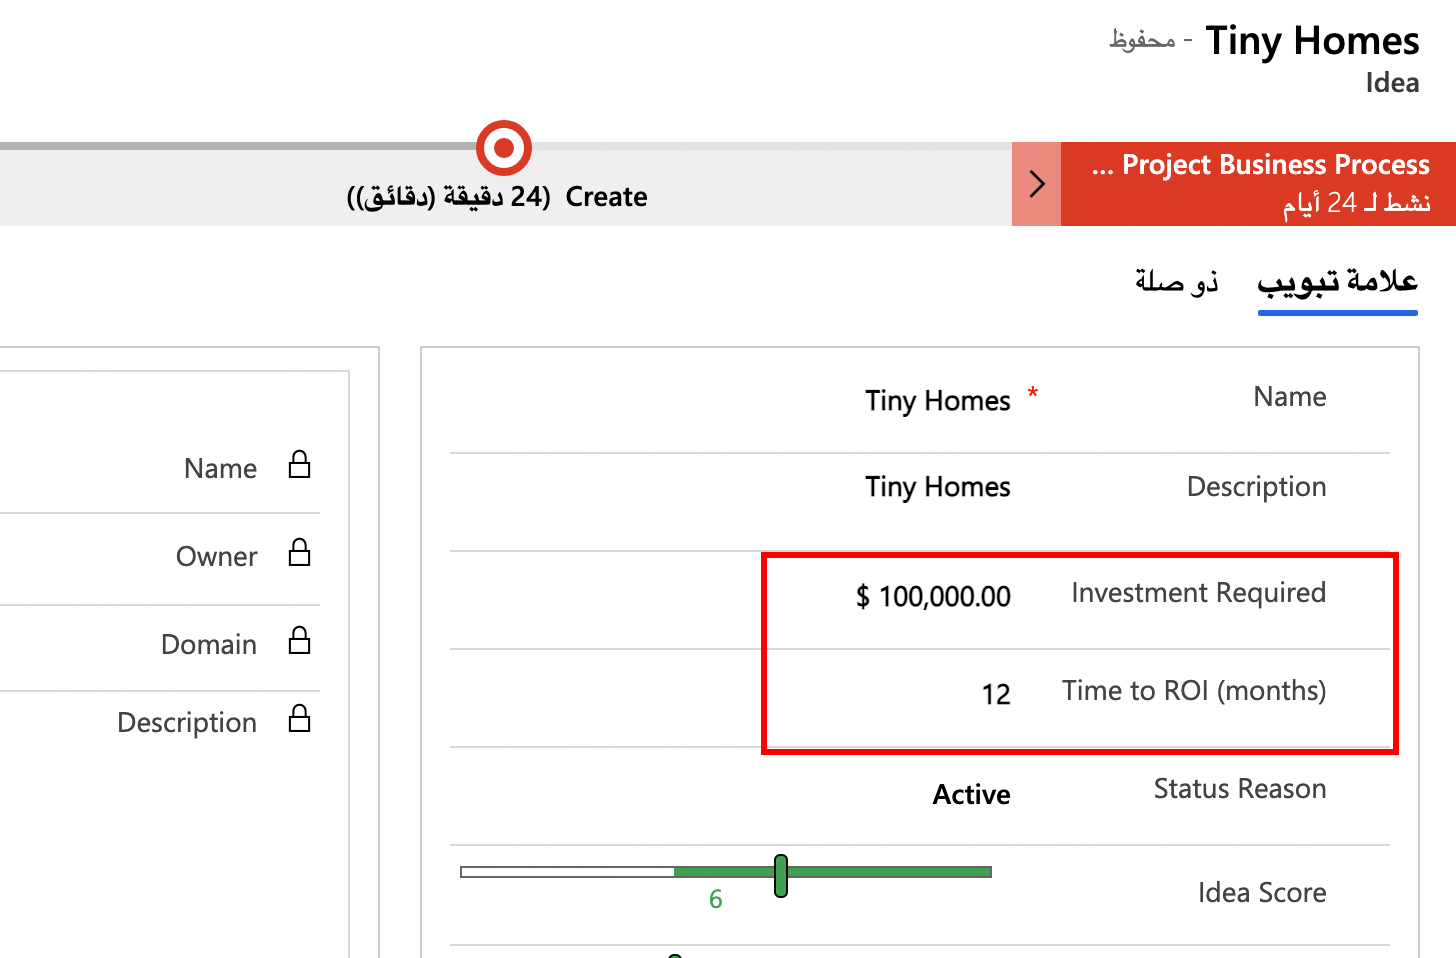 Tiny Homes - محفوظ
Idea
Project Business Process ...
نشط لـ 24 أيام
Create (24 دقيقة (دقائق))
علامة تبويب
ذو صلة
Name * Tiny Homes
Description Tiny Homes
Investment Required $ 100,000.00
Time to ROI (months) 12
Status Reason Active
Idea Score 6
Name
Owner
Domain
Description